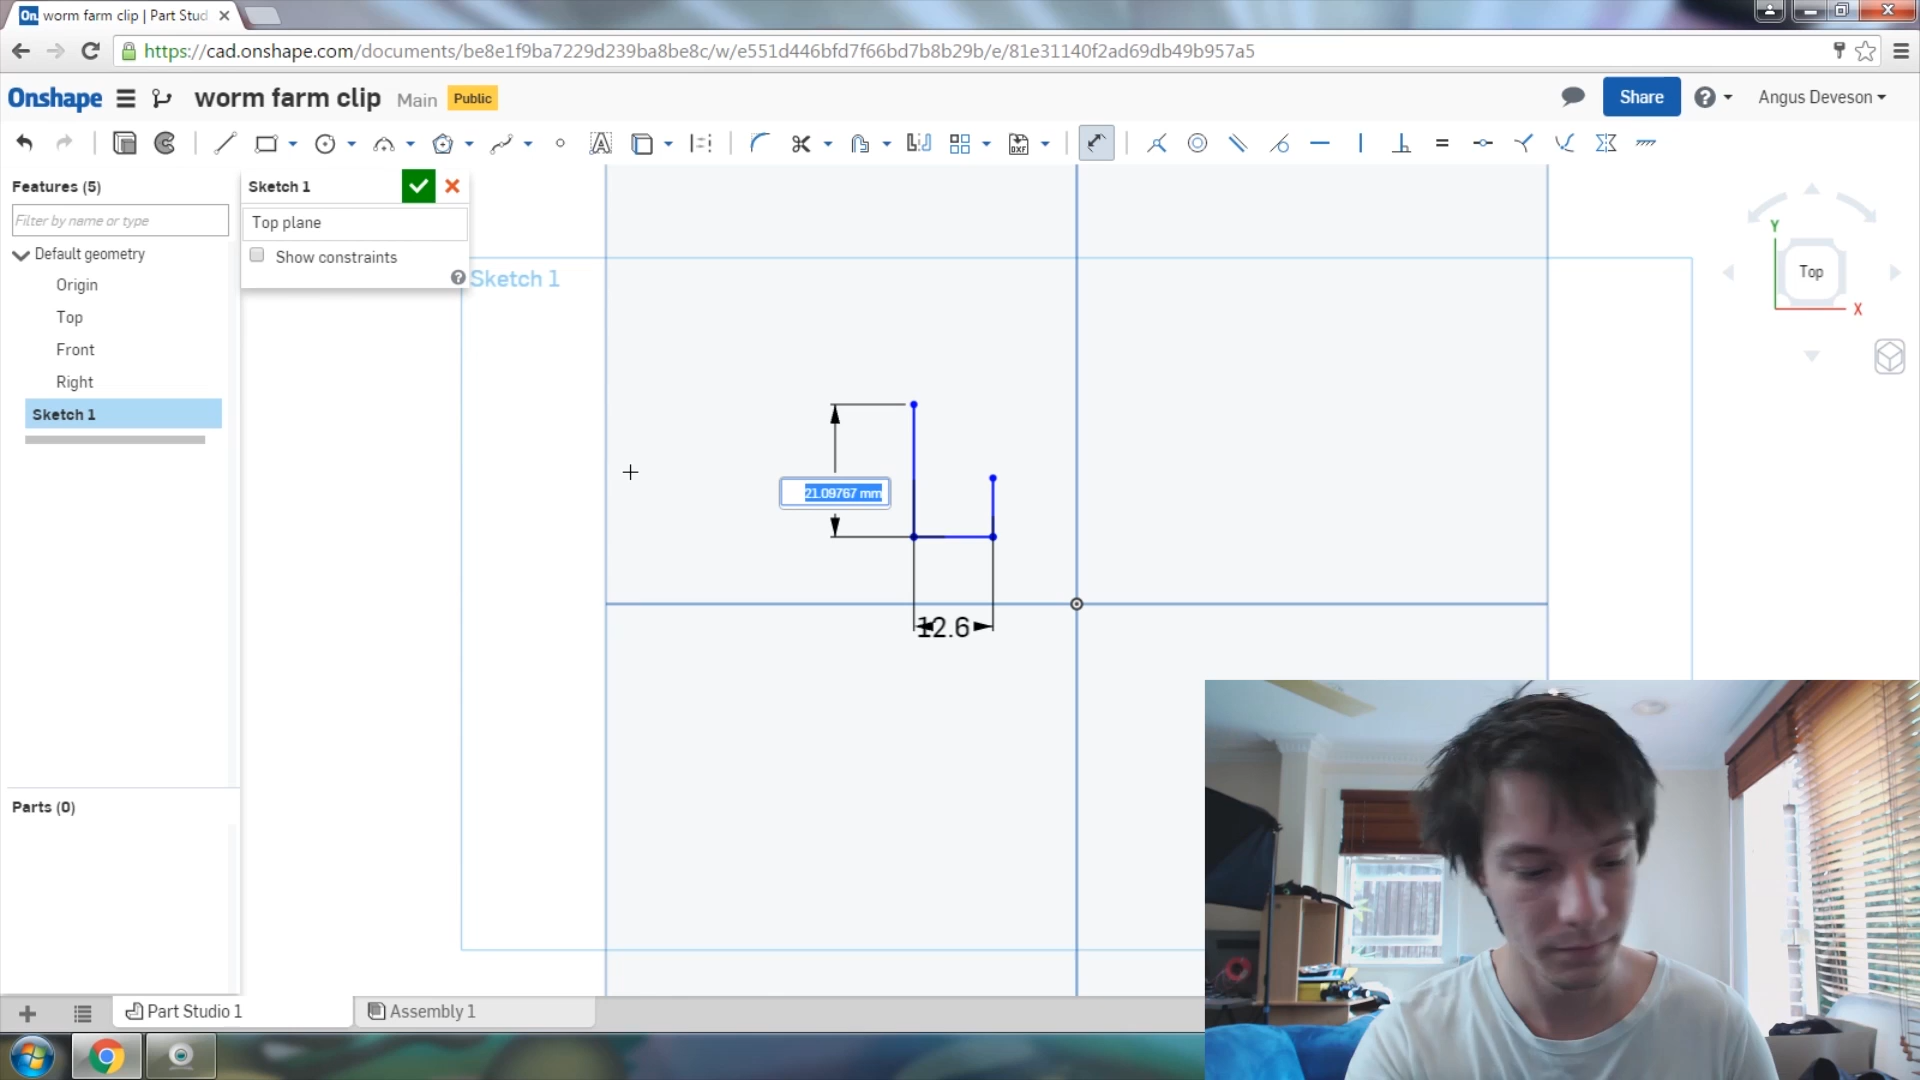 On. worm farm clip | Part Stud
https://cad.onshape.com/documents/be8e1f9ba7229d239ba8be8c/w/e551d446bfd7f66bd7b8b29b/e/81e31140f2ad69db49b957a5
Onshape worm farm clip Main Public Share Angus Deveson
DXF
Features (5)
Filter by name or type
Default geometry
Origin
Top
Front
Right
Sketch 1
Sketch 1
Top plane
Show constraints
Sketch 1
21.09767 mm
12.6
Y
Top
X
Parts (0)
Part Studio 1
Assembly 1